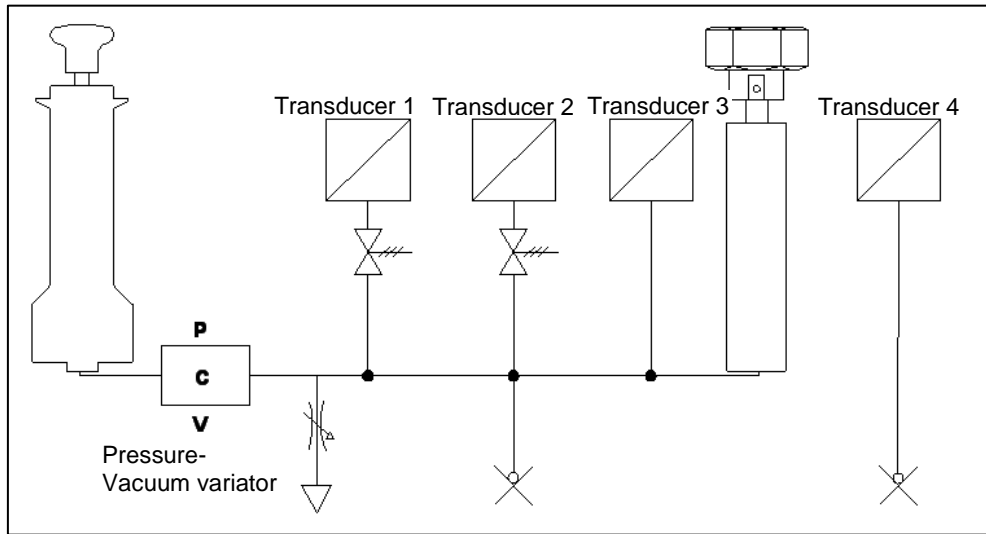 Transducer 1
Transducer 2
Transducer 3
Transducer 4
P
C
V
Pressure-
Vacuum variator